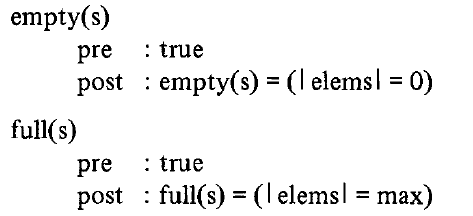 empty(s)
pre : true
post : empty(s) = (| elems| = 0)
full(s)
pre : true
post : full(s) = (| elems| = max)